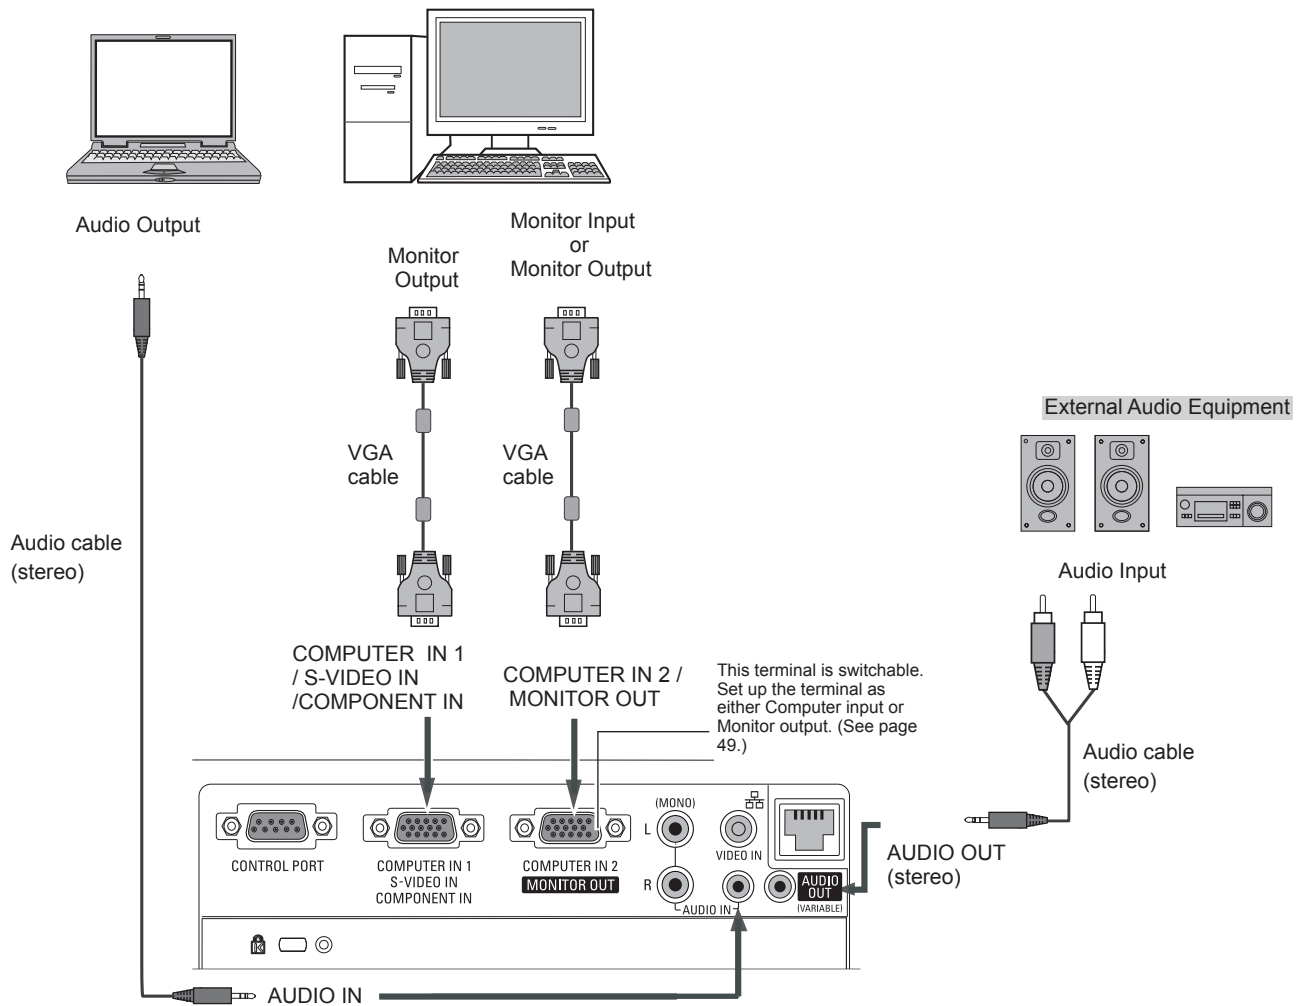 Audio Output
Monitor
Output
Monitor Input
or
Monitor Output
VGA
cable
VGA
cable
External Audio Equipment
Audio cable
(stereo)
Audio Input
COMPUTER IN 1
/ S-VIDEO IN
/COMPONENT IN
COMPUTER IN 2 /
MONITOR OUT
This terminal is switchable.
Set up the terminal as
either Computer input or
Monitor output. (See page
49.)
Audio cable
(stereo)
(MONO)
L
R
CONTROL PORT
COMPUTER IN 1
S-VIDEO IN
COMPONENT IN
COMPUTER IN 2
MONITOR OUT
VIDEO IN
AUDIO IN
AUDIO
OUT
(VARIABLE)
AUDIO OUT
(stereo)
AUDIO IN